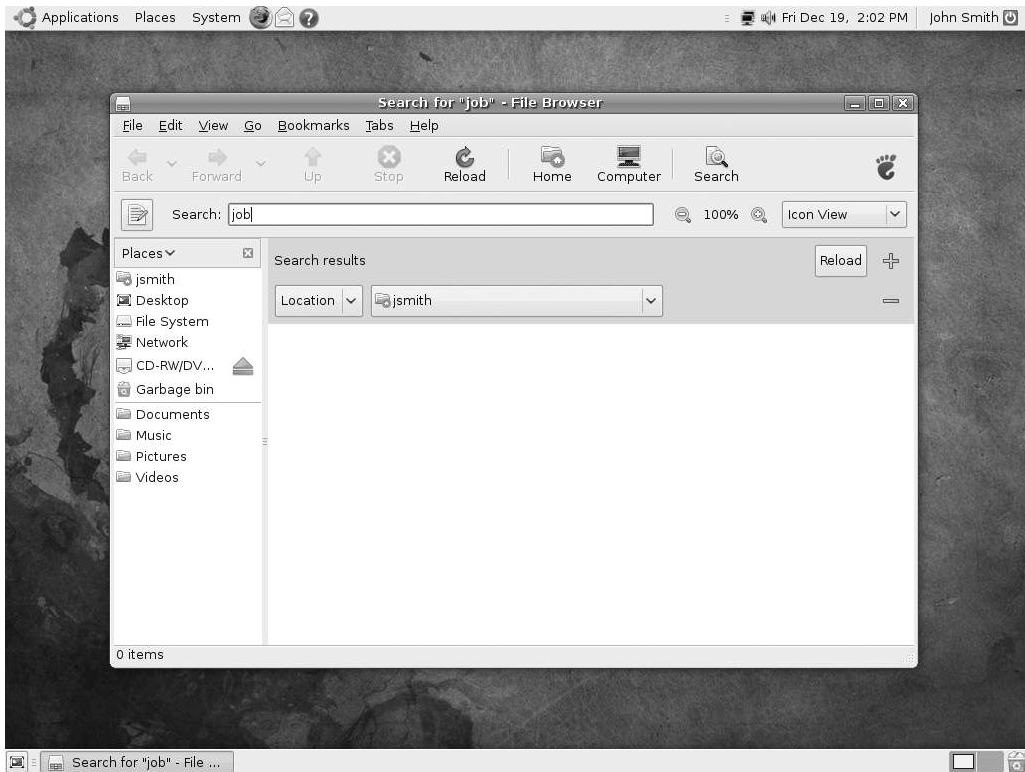 Applications Places System Fri Dec 19, 2:02 PM John Smith
Search for "job" - File Browser
File Edit View Go Bookmarks Tabs Help
Back Forward Up Stop Reload Home Computer Search
Search: job 100% Icon View
Places Search results Reload
Location jsmith
jsmith
Desktop
File System
Network
CD-RW/DV...
Garbage bin
Documents
Music
Pictures
Videos
0 items
Search for "job" - File ...